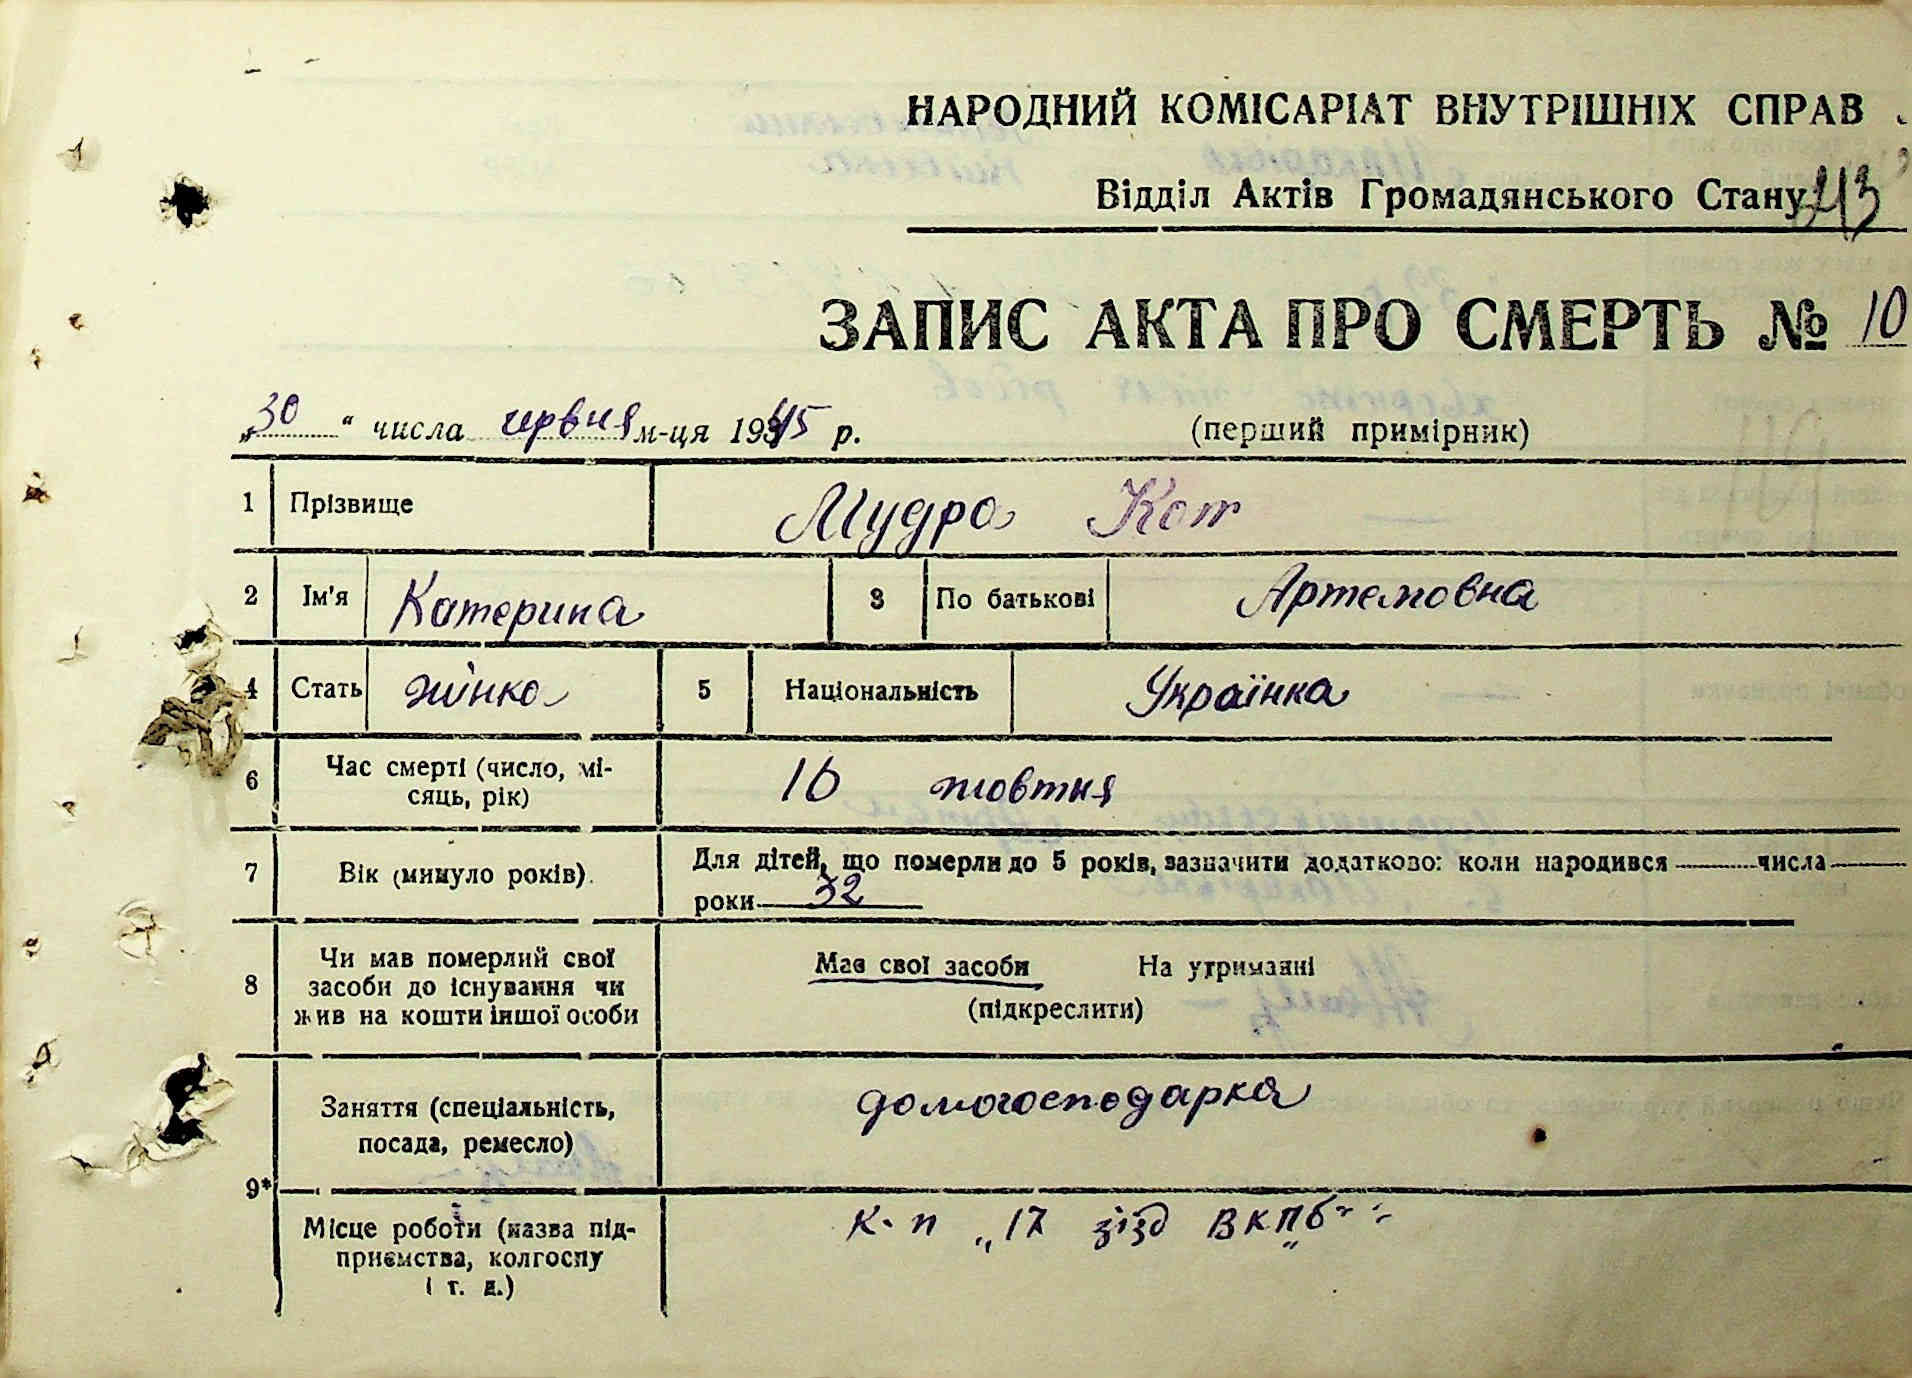 НАРОДНИЙ КОМІСАРІАТ ВНУТРІШНІХ СПРАВ
Відділ Актів Громадянського Стану
ЗАПИС АКТА ПРО СМЕРТЬ № 10
„30“ числа червня м-ця 1945 р. (перший примірник)
1 Прізвище Мудра Кот
2 Ім'я Катерина 3 По батькові Артемовна
4 Стать жінка 5 Національність Українка
6 Час смерті (число, мі-
сяць, рік) 16 жовтня
7 Вік (минуло років). Для дітей, що померли до 5 років, зазначити додатково: коли народився числа
роки 32
8 Чи мав померлий свої
засоби до існування чи
жив на кошти іншої особи
Має свої засоби На утриманні
(підкреслити)
9* Заняття (спеціальність,
посада, ремесло) домогосподарка
Місце роботи (назва під-
приємства, колгоспу
і т. д.)
К-п „17 зізд ВКПб"